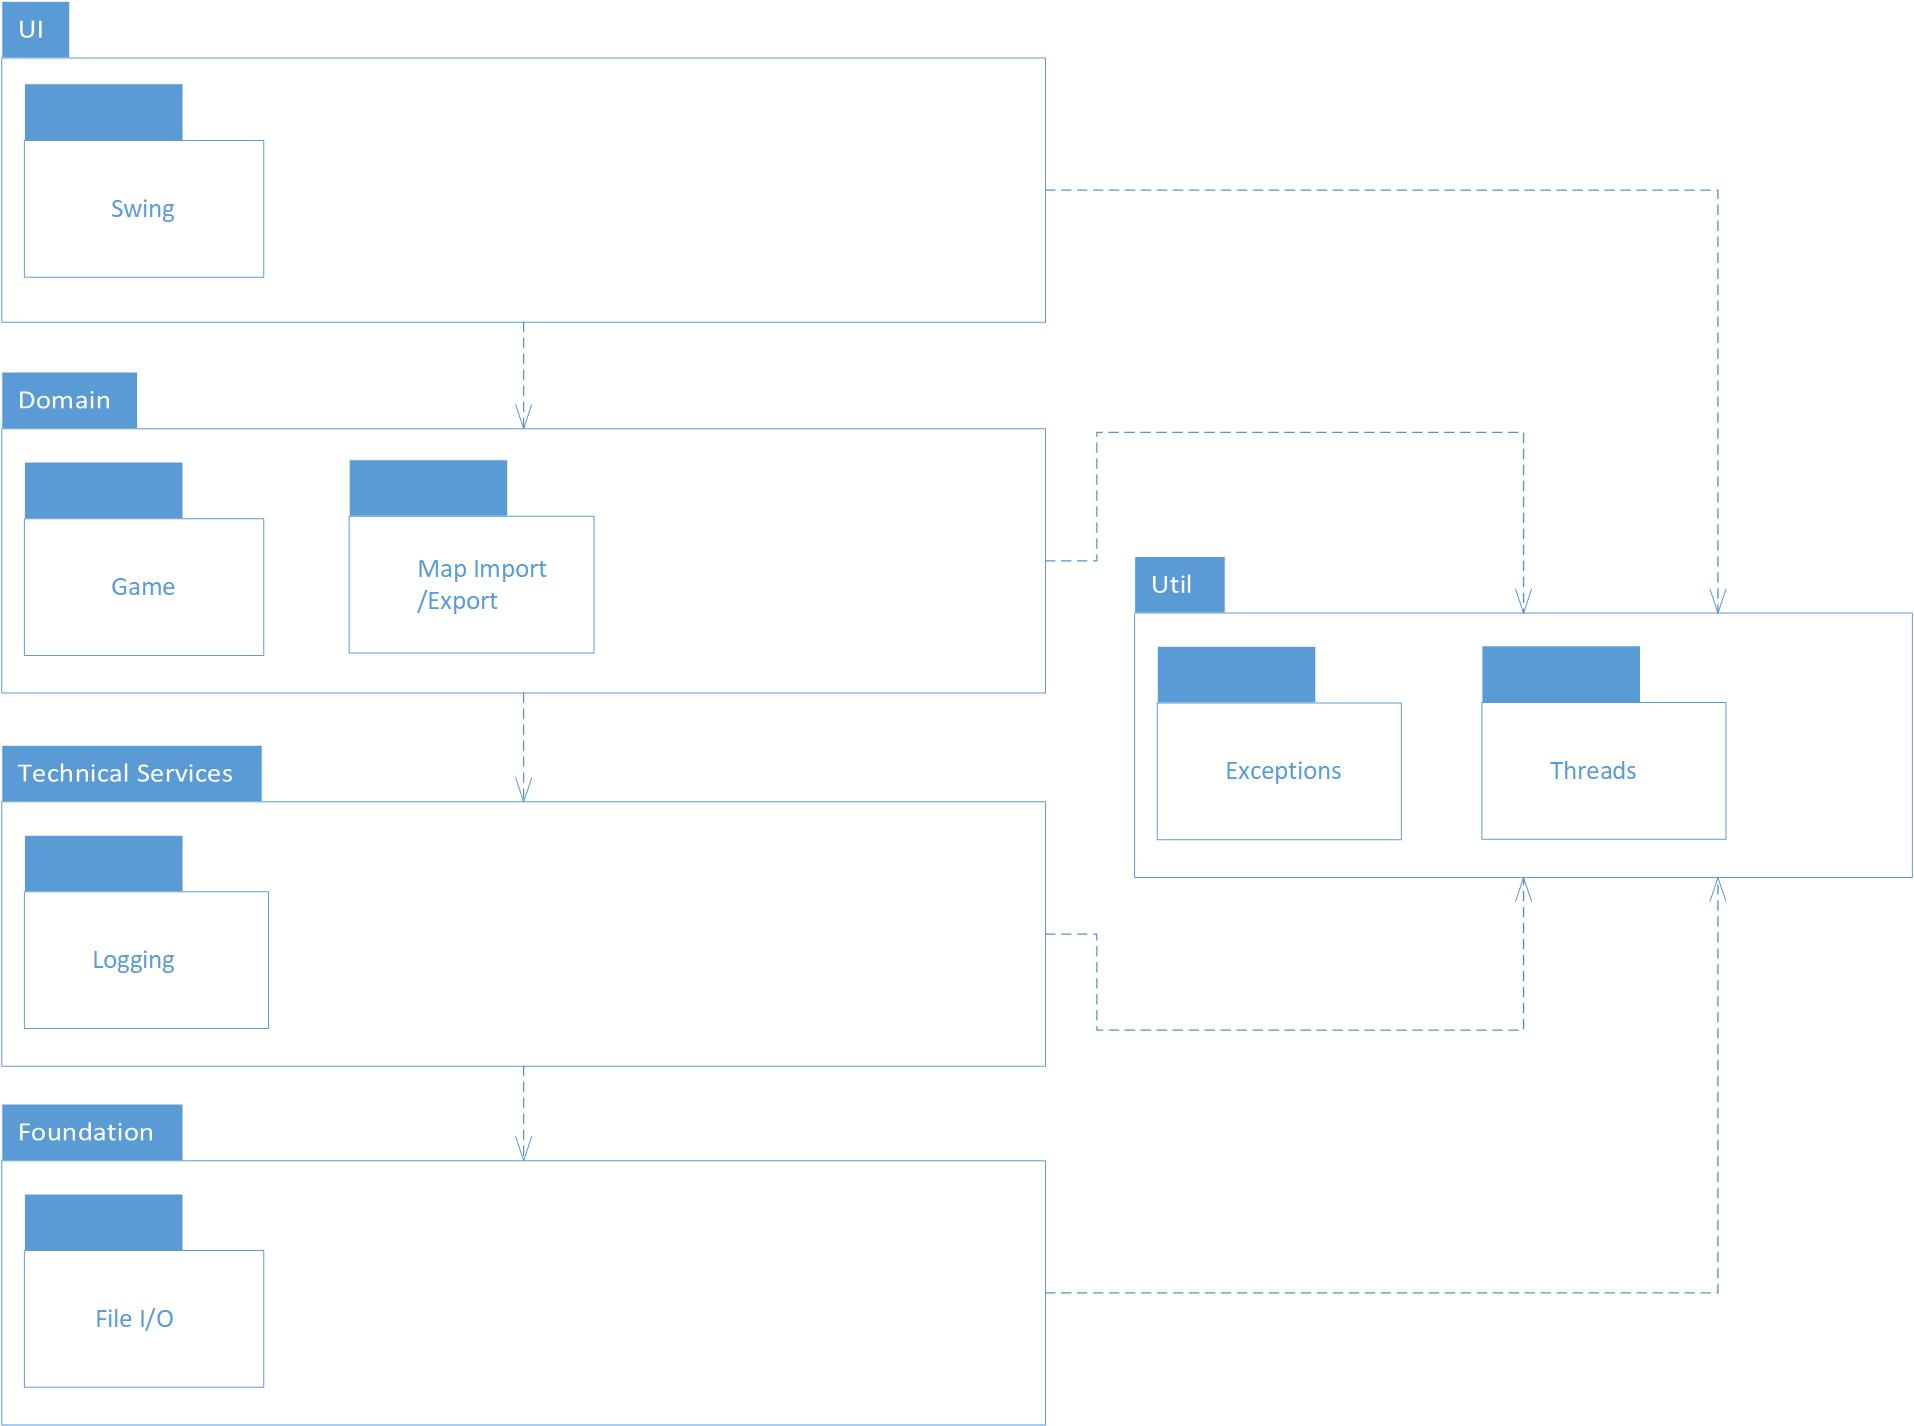 UI
Swing
Domain
Game
Map Import
/Export
Util
Exceptions
Threads
Technical Services
Logging
Foundation
File I/O